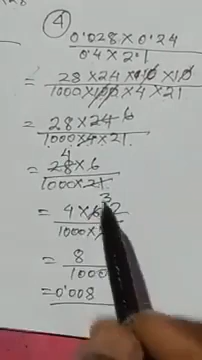 4
0.028 × 0.24
0.4 × 2.1
= 28 × 24 × 10 × 10
1000 × 100 × 4 × 21
= 28 × 24 6
1000 × 4 × 21.
4
= 28 × 6
1000 × 21.
3
= 4 × 6 2
1000 ×
= 8
1000
= 0.008